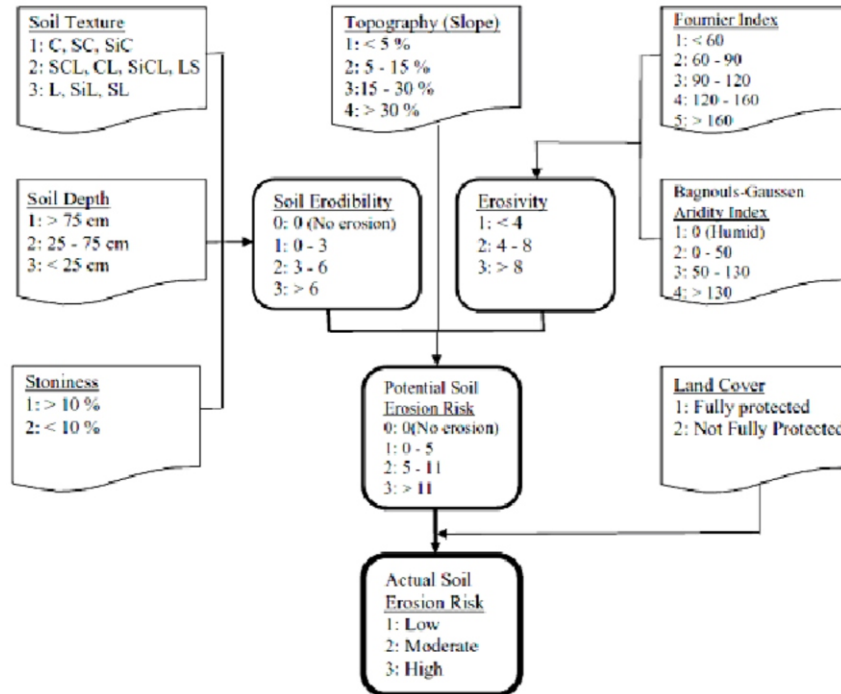 Soil Texture
1: C, SC, SiC
2: SCL, CL, SiCL, LS
3: L, SiL, SL
Topography (Slope)
1: < 5 %
2: 5 - 15 %
3:15 - 30 %
4: > 30 %
Fournier Index
1: < 60
2: 60 - 90
3: 90 - 120
4: 120 - 160
5: > 160
Soil Depth
1: > 75 cm
2: 25 - 75 cm
3: < 25 cm
Soil Erodibility
0: 0 (No erosion)
1: 0 - 3
2: 3 - 6
3: > 6
Erosivity
1: < 4
2: 4 - 8
3: > 8
Bagnouls-Gaussen
Aridity Index
1: 0 (Humid)
2: 0 - 50
3: 50 - 130
4: > 130
Stoniness
1: > 10 %
2: < 10 %
Potential Soil
Erosion Risk
0: 0(No erosion)
1: 0 - 5
2: 5 - 11
3: > 11
Land Cover
1: Fully protected
2: Not Fully Protected
Actual Soil
Erosion Risk
1: Low
2: Moderate
3: High